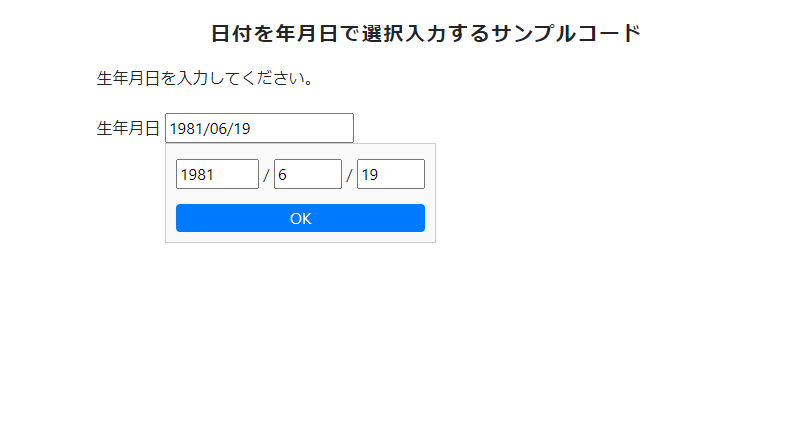 日付を年月日で選択入力するサンプルコード
生年月日を入力してください。
生年月日 1981/06/19
1981 / 6 / 19
OK